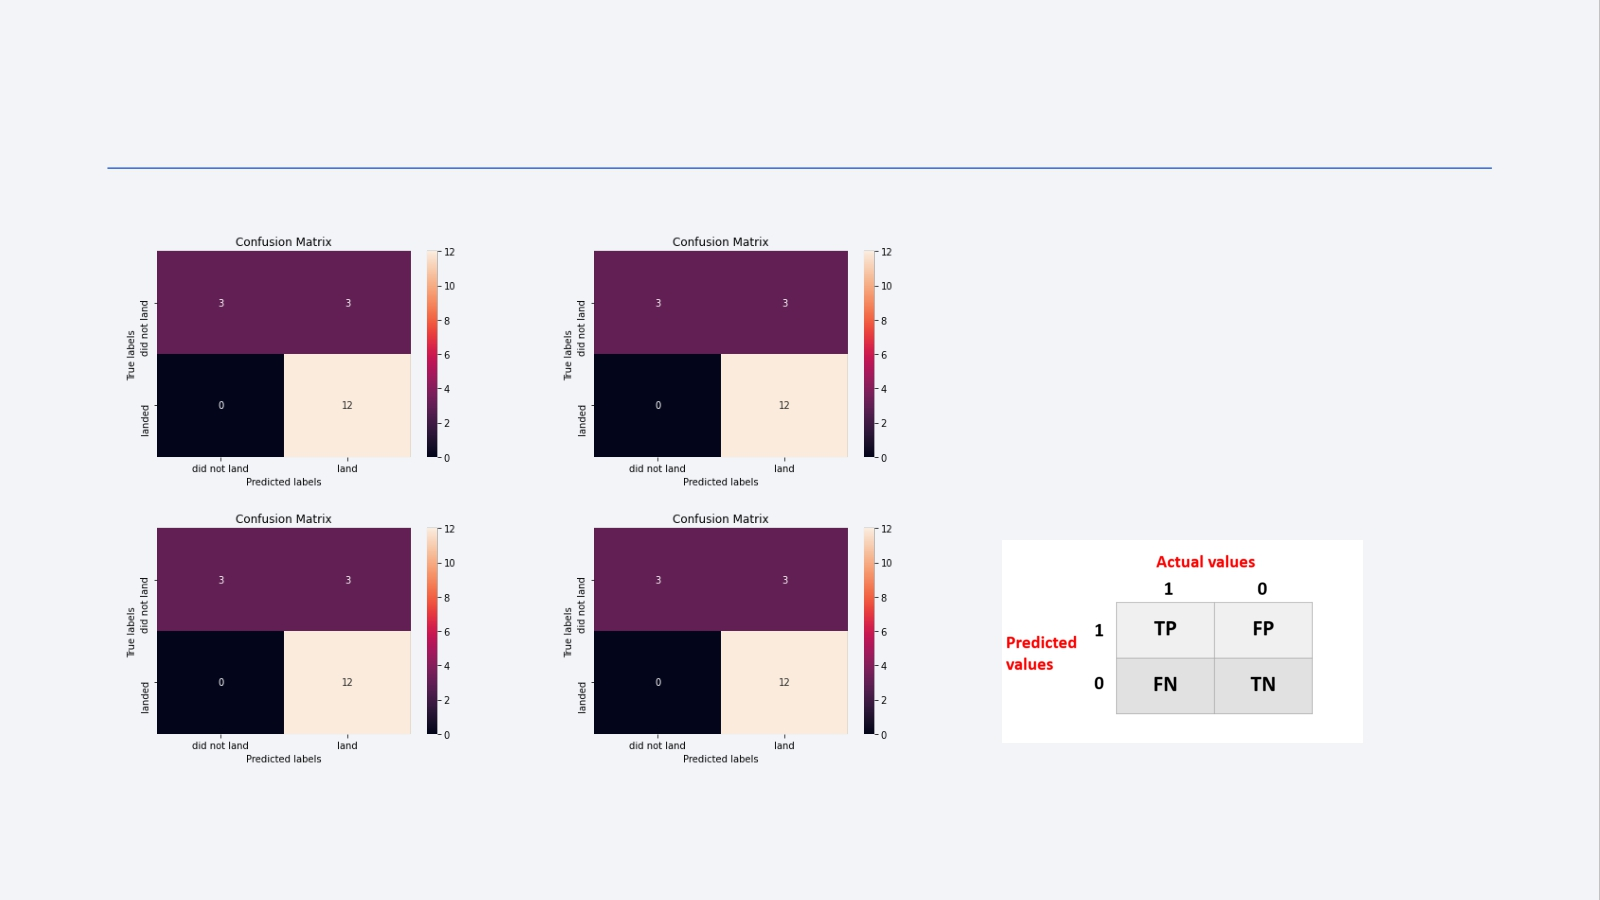 Confusion Matrix
12
10
8
6
4
2
0
True labels
did not land
landed
3 3
0 12
did not land land
Predicted labels
Confusion Matrix
12
10
8
6
4
2
0
True labels
did not land
landed
3 3
0 12
did not land land
Predicted labels
Confusion Matrix
12
10
8
6
4
2
0
True labels
did not land
landed
3 3
0 12
did not land land
Predicted labels
Confusion Matrix
12
10
8
6
4
2
0
True labels
did not land
landed
3 3
0 12
did not land land
Predicted labels
Actual values
1 0
Predicted
values
1 TP FP
0 FN TN